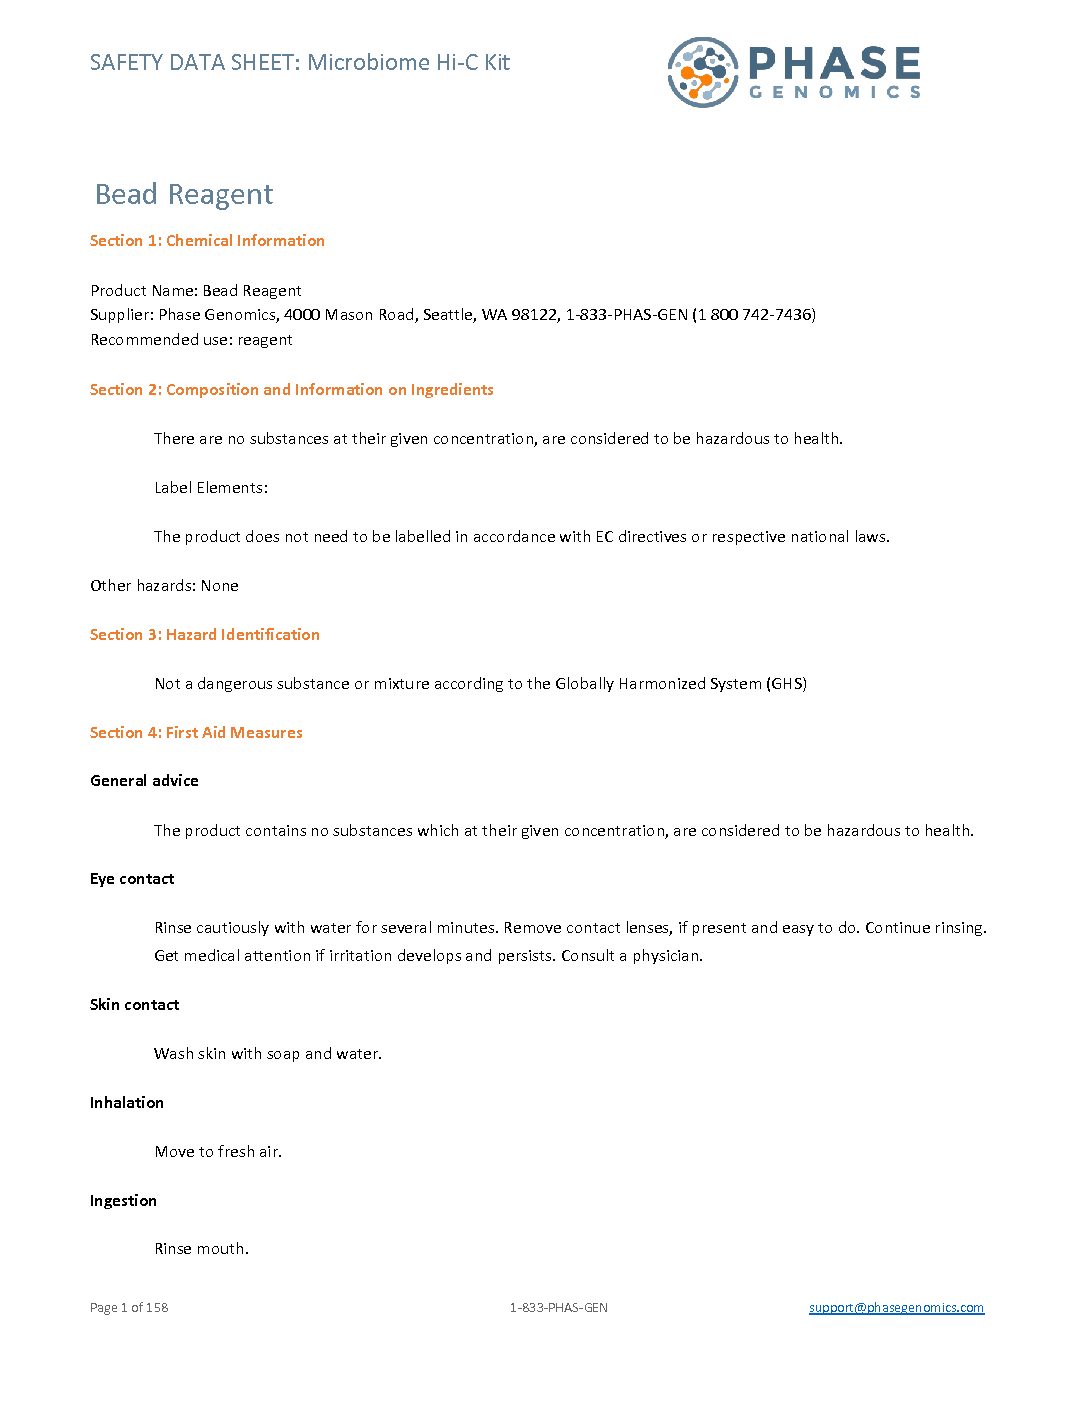 SAFETY DATA SHEET: Microbiome Hi-C Kit
PHASE
GENOMICS
Bead Reagent
Section 1: Chemical Information
Product Name: Bead Reagent
Supplier: Phase Genomics, 4000 Mason Road, Seattle, WA 98122, 1-833-PHAS-GEN (1 800 742-7436)
Recommended use: reagent
Section 2: Composition and Information on Ingredients
There are no substances at their given concentration, are considered to be hazardous to health.
Label Elements:
The product does not need to be labelled in accordance with EC directives or respective national laws.
Other hazards: None
Section 3: Hazard Identification
Not a dangerous substance or mixture according to the Globally Harmonized System (GHS)
Section 4: First Aid Measures
General advice
The product contains no substances which at their given concentration, are considered to be hazardous to health.
Eye contact
Rinse cautiously with water for several minutes. Remove contact lenses, if present and easy to do. Continue rinsing.
Get medical attention if irritation develops and persists. Consult a physician.
Skin contact
Wash skin with soap and water.
Inhalation
Move to fresh air.
Ingestion
Rinse mouth.
Page 1 of 158
1-833-PHAS-GEN
support@phasegenomics.com